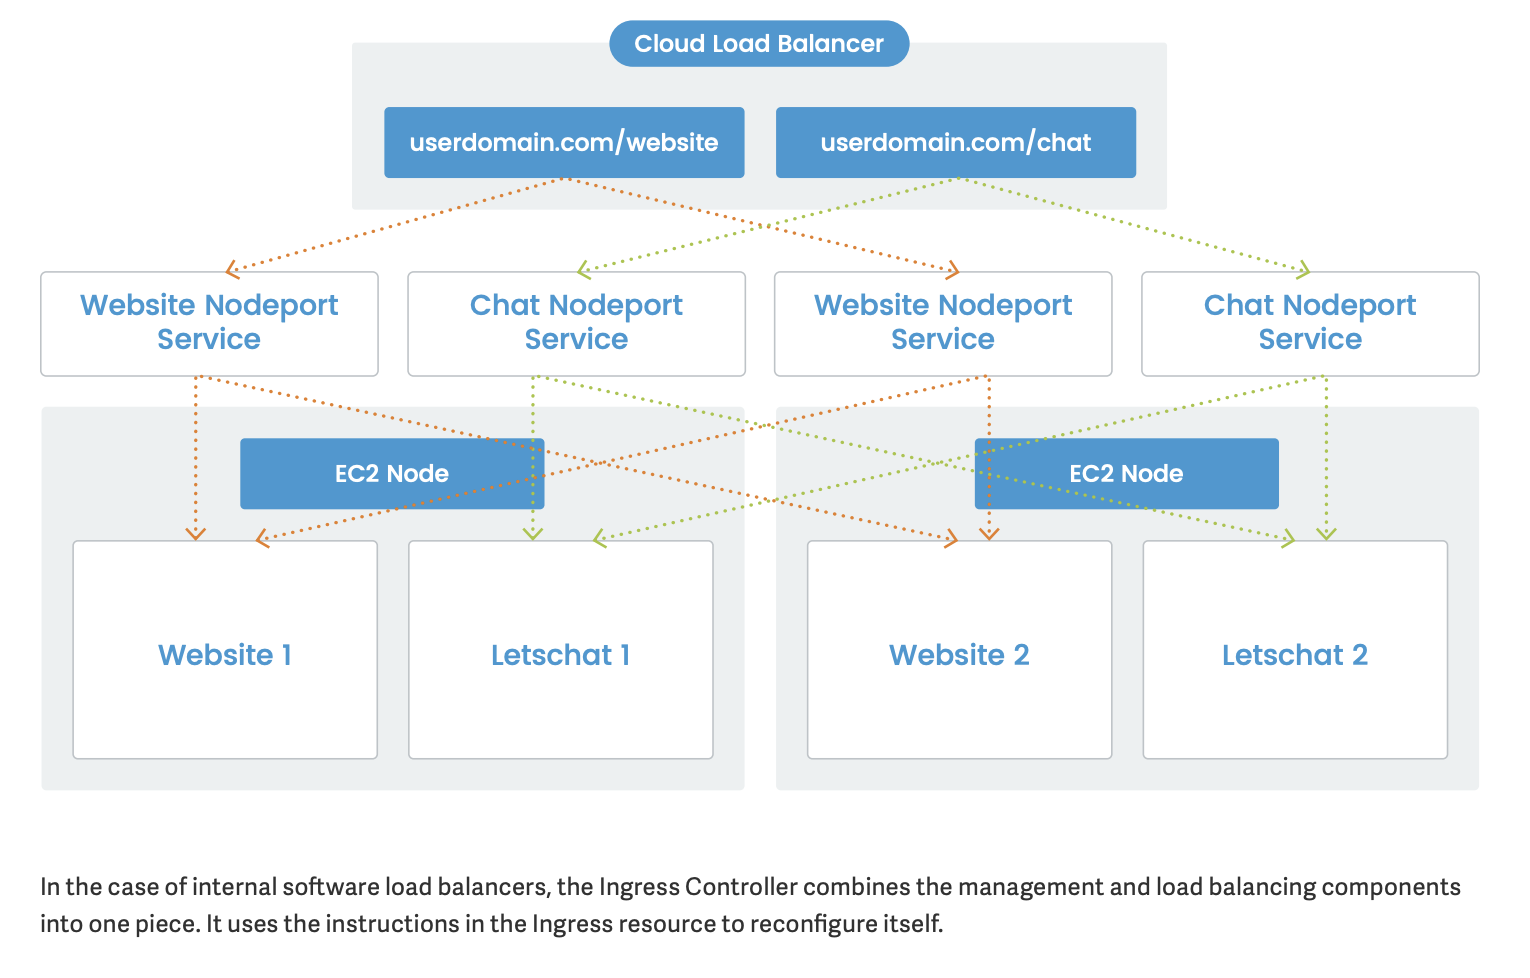 Cloud Load Balancer
userdomain.com/website
userdomain.com/chat
Website Nodeport
Service
Chat Nodeport
Service
Website Nodeport
Service
Chat Nodeport
Service
EC2 Node
EC2 Node
Website 1
Letschat 1
Website 2
Letschat 2
In the case of internal software load balancers, the Ingress Controller combines the management and load balancing components
into one piece. It uses the instructions in the Ingress resource to reconfigure itself.